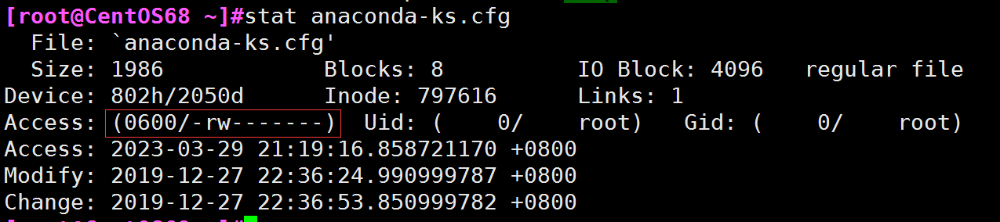 [root@CentOS68 ~]#stat anaconda-ks.cfg
  File: `anaconda-ks.cfg'
  Size: 1986            Blocks: 8          IO Block: 4096   regular file
Device: 802h/2050d      Inode: 797616      Links: 1
Access: (0600/-rw-------)  Uid: (    0/    root)   Gid: (    0/    root)
Access: 2023-03-29 21:19:16.858721170 +0800
Modify: 2019-12-27 22:36:24.990999787 +0800
Change: 2019-12-27 22:36:53.850999782 +0800
[root@CentOS68 ~]#